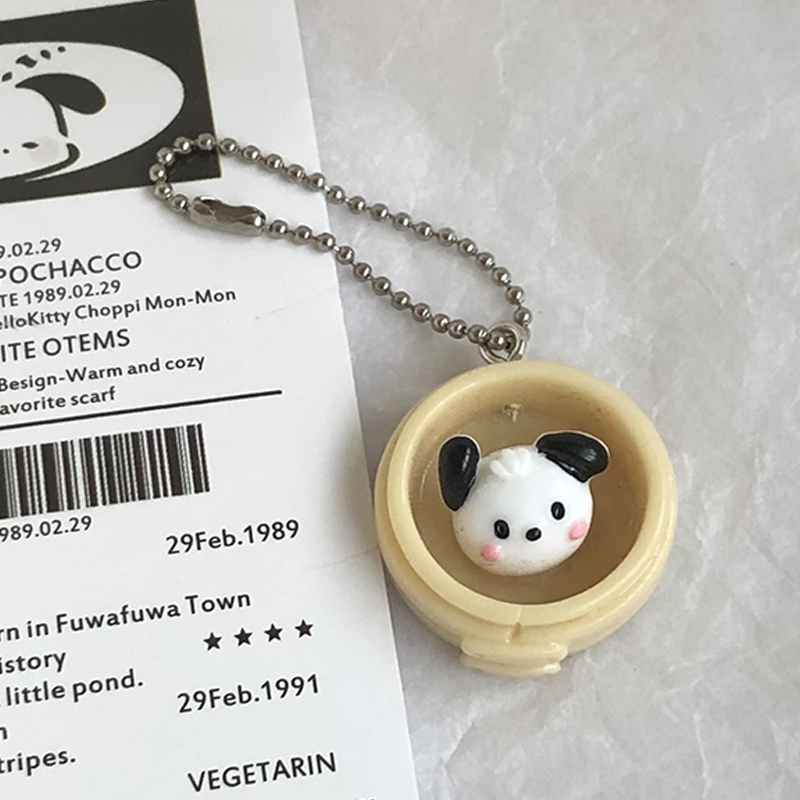 9.02.29
POCHACCO
TE 1989.02.29
elloKitty Choppi Mon-Mon
ITE OTEMS
Besign-Warm and cozy
avorite scarf
989.02.29
29Feb.1989
rn in Fuwafuwa Town
★ ★ ★ ★
istory
little pond.
29Feb.1991
n
tripes.
VEGETARIN